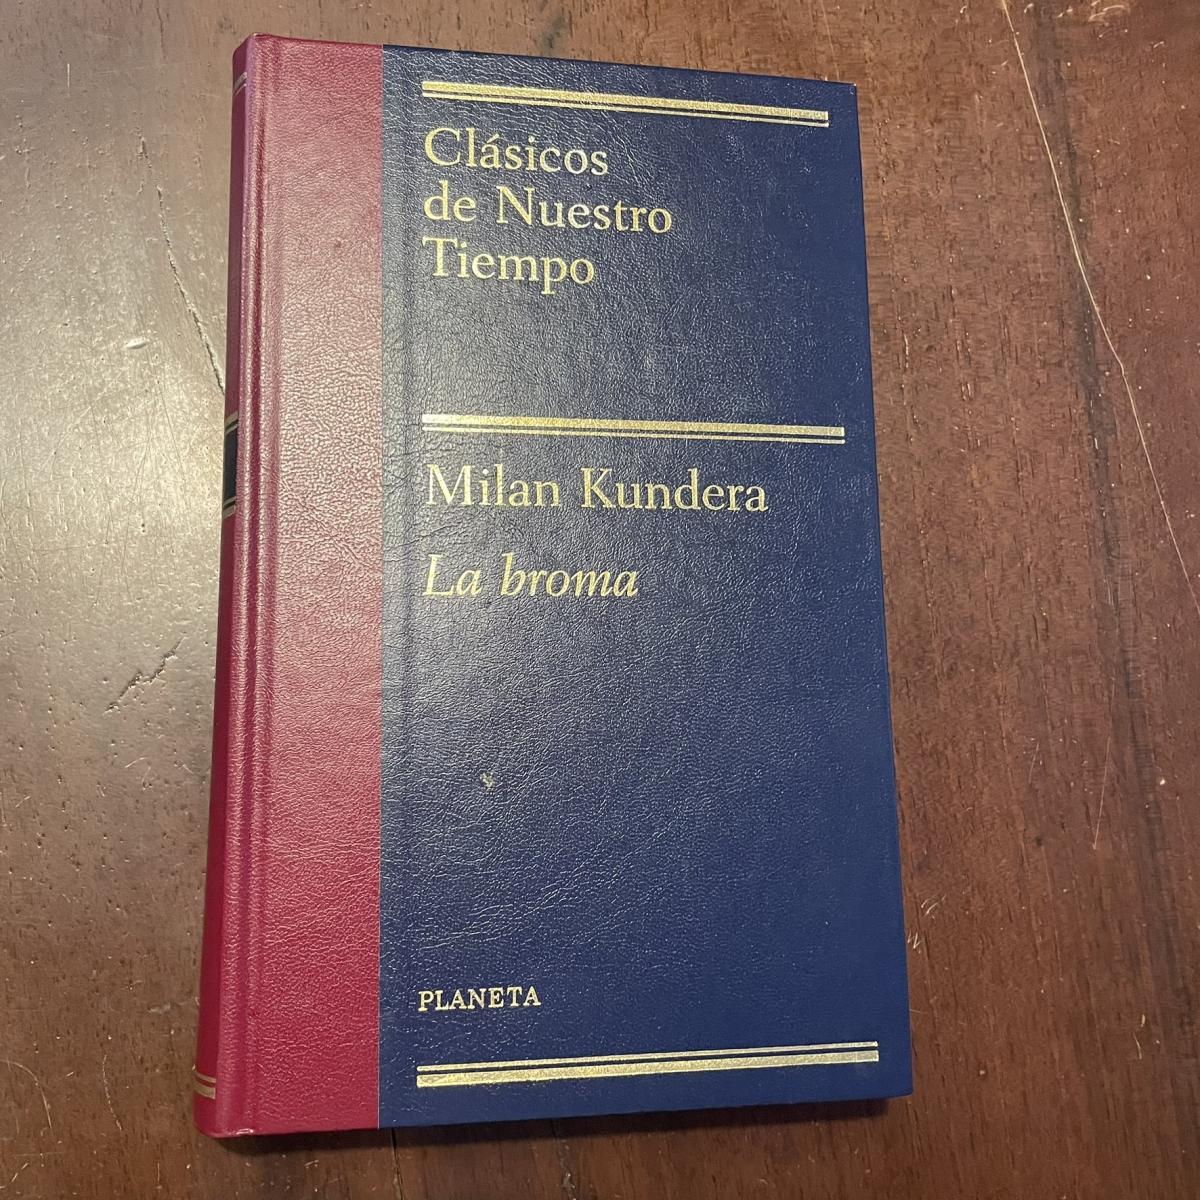 Clásicos
de Nuestro
Tiempo
Milan Kundera
La broma
PLANETA